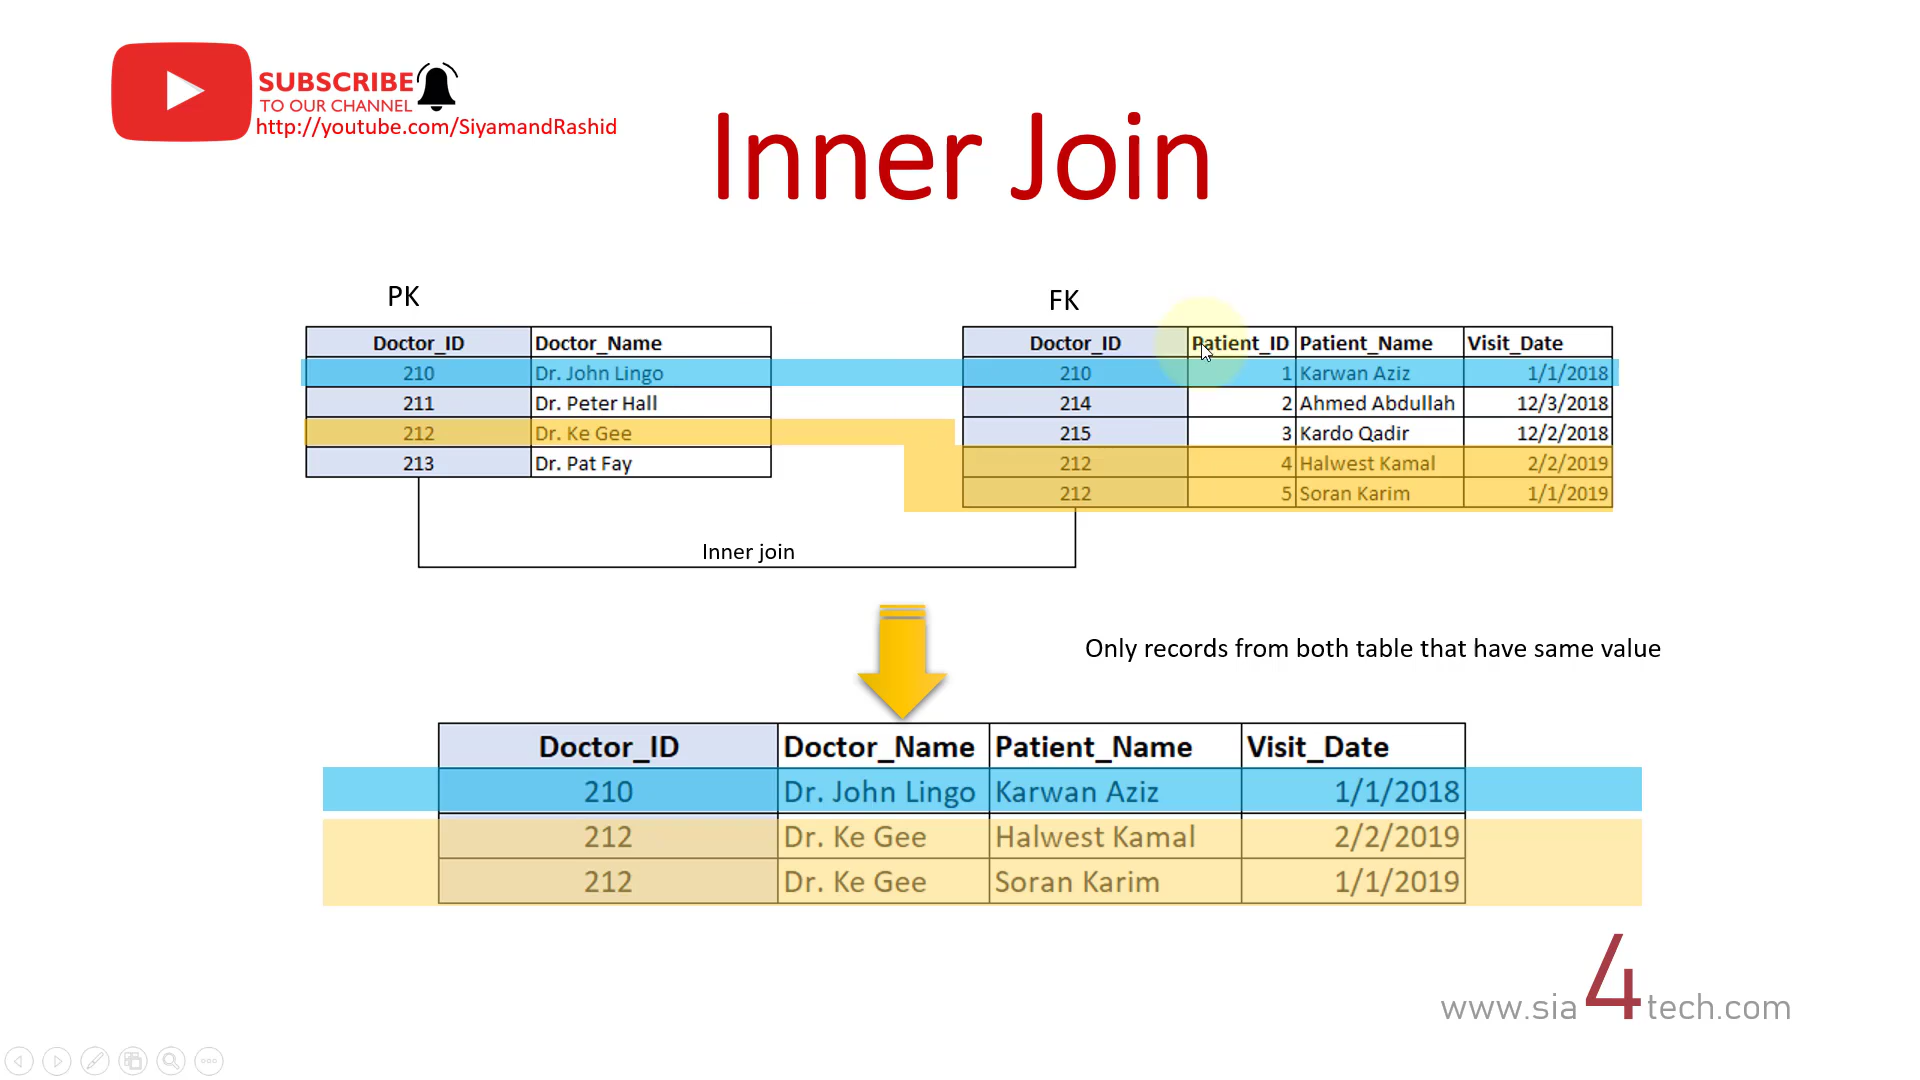 SUBSCRIBE
TO OUR CHANNEL
http://youtube.com/SiyamandRashid
Inner Join
PK
FK
Doctor_ID Doctor_Name
210 Dr. John Lingo
211 Dr. Peter Hall
212 Dr. Ke Gee
213 Dr. Pat Fay
Doctor_ID Patient_ID Patient_Name Visit_Date
210 1 Karwan Aziz 1/1/2018
214 2 Ahmed Abdullah 12/3/2018
215 3 Kardo Qadir 12/2/2018
212 4 Halwest Kamal 2/2/2019
212 5 Soran Karim 1/1/2019
Inner join
Only records from both table that have same value
Doctor_ID Doctor_Name Patient_Name Visit_Date
210 Dr. John Lingo Karwan Aziz 1/1/2018
212 Dr. Ke Gee Halwest Kamal 2/2/2019
212 Dr. Ke Gee Soran Karim 1/1/2019
www.sia4tech.com